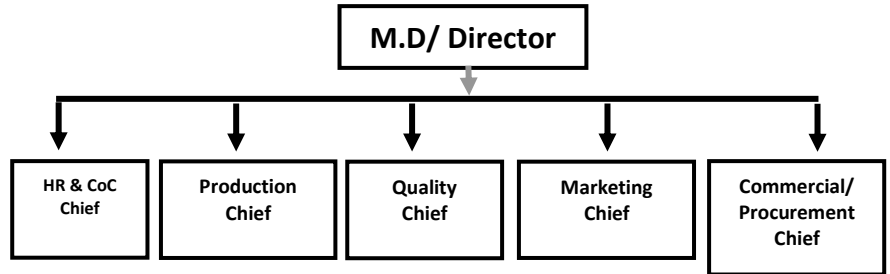 M.D/ Director
HR & CoC
Chief
Production
Chief
Quality
Chief
Marketing
Chief
Commercial/
Procurement
Chief